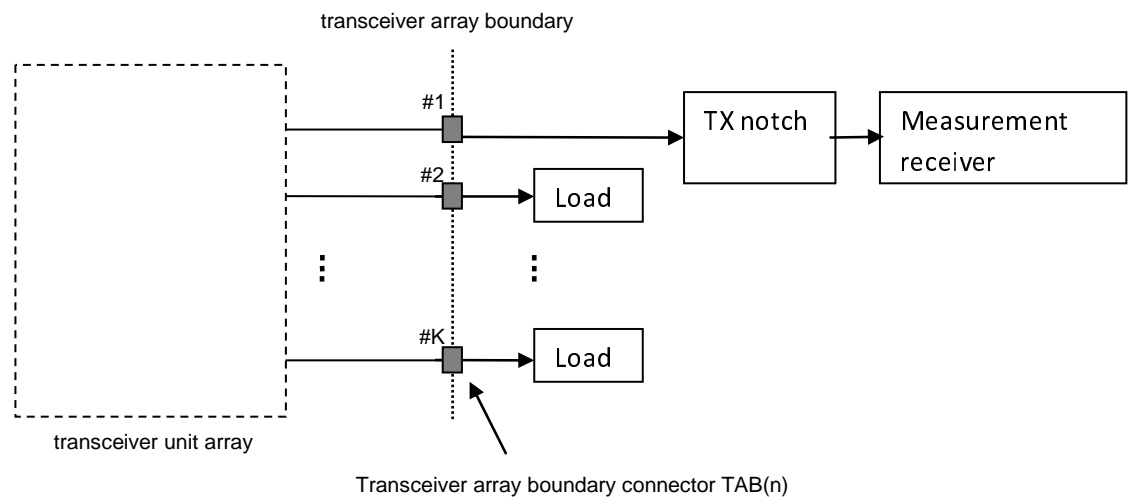 transceiver array boundary
#1
TX notch
Measurement
receiver
#2
Load
#K
Load
transceiver unit array
Transceiver array boundary connector TAB(n)